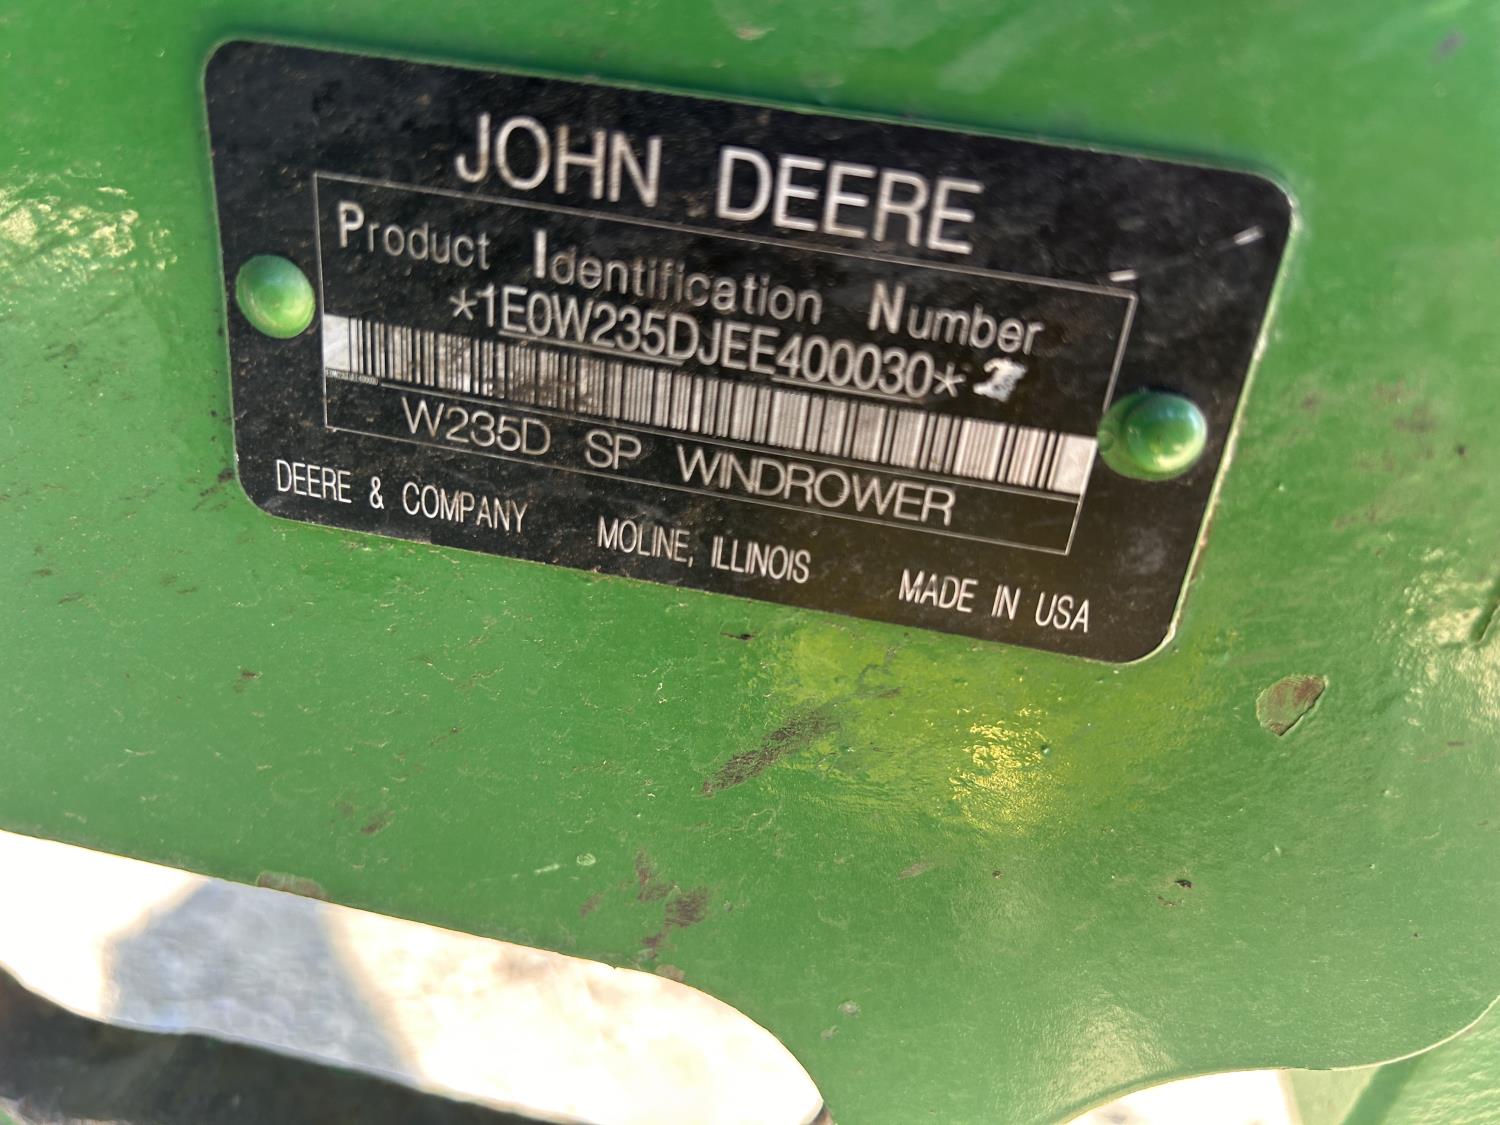 JOHN DEERE
Product Identification Number
*1E0W235DJEE400030*
W235D SP WINDROWER
DEERE & COMPANY MOLINE, ILLINOIS MADE IN USA